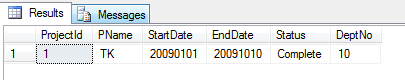 Results Messages
ProjectId PName StartDate EndDate Status DeptNo
1 1 TK 20090101 20091010 Complete 10